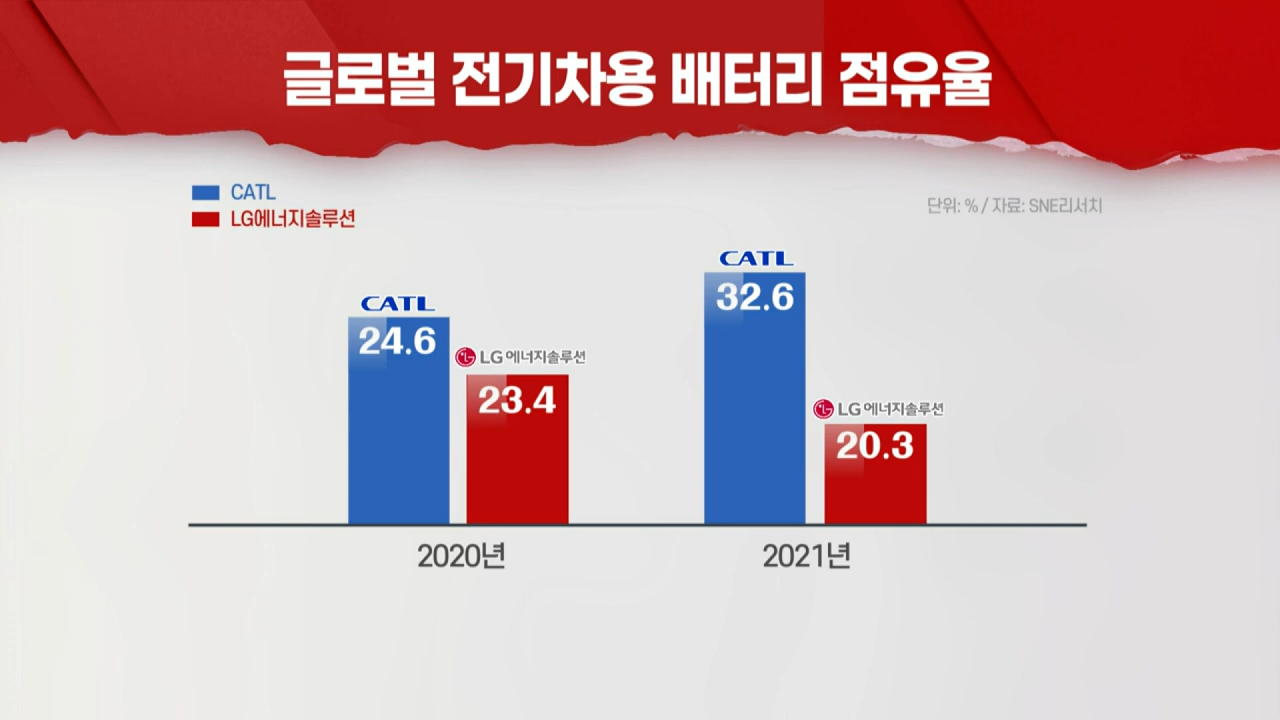 글로벌 전기차용 배터리 점유율
CATL
LG에너지솔루션
단위: % / 자료: SNE리서치
CATL
24.6
LG 에너지솔루션
23.4
CATL
32.6
LG 에너지솔루션
20.3
2020년
2021년